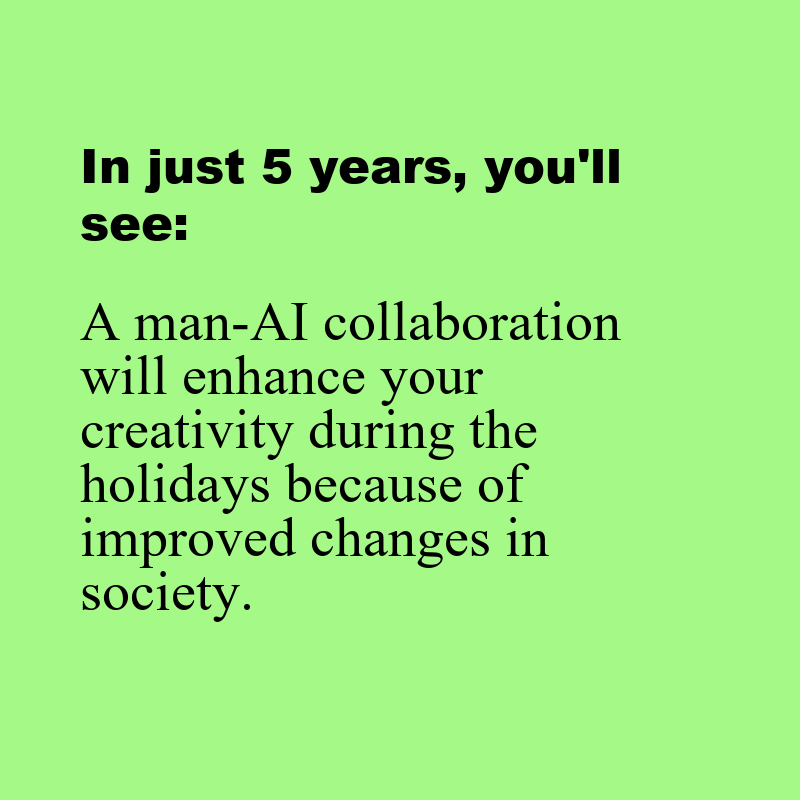 In just 5 years, you'll
see:
A man-AI collaboration
will enhance your
creativity during the
holidays because of
improved changes in
society.